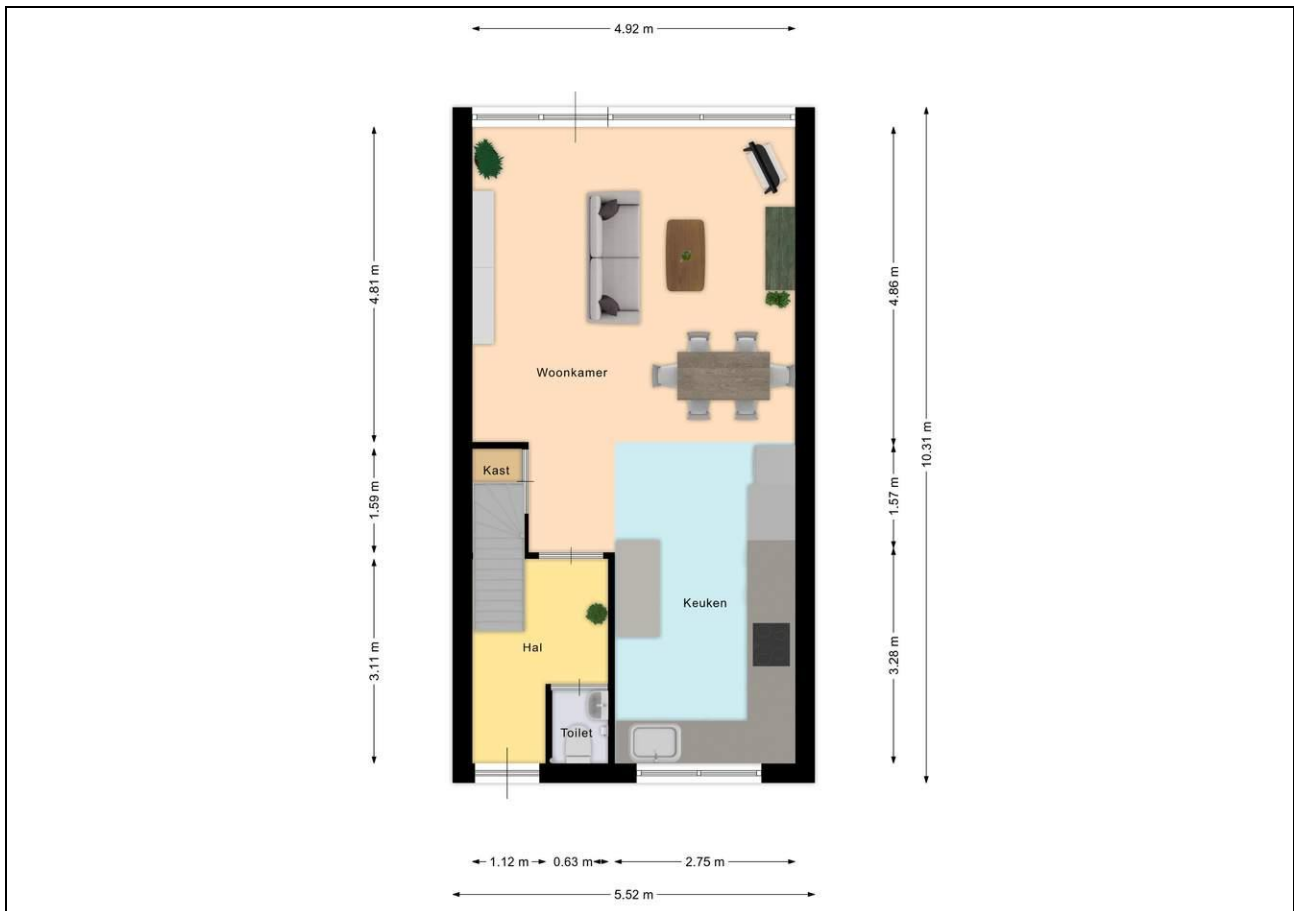 4.92 m
4.81 m
4.86 m
Woonkamer
10.31 m
Kast
1.59 m
1.57 m
Keuken
Hal
3.11 m
3.28 m
Toilet
1.12 m
0.63 m
2.75 m
5.52 m